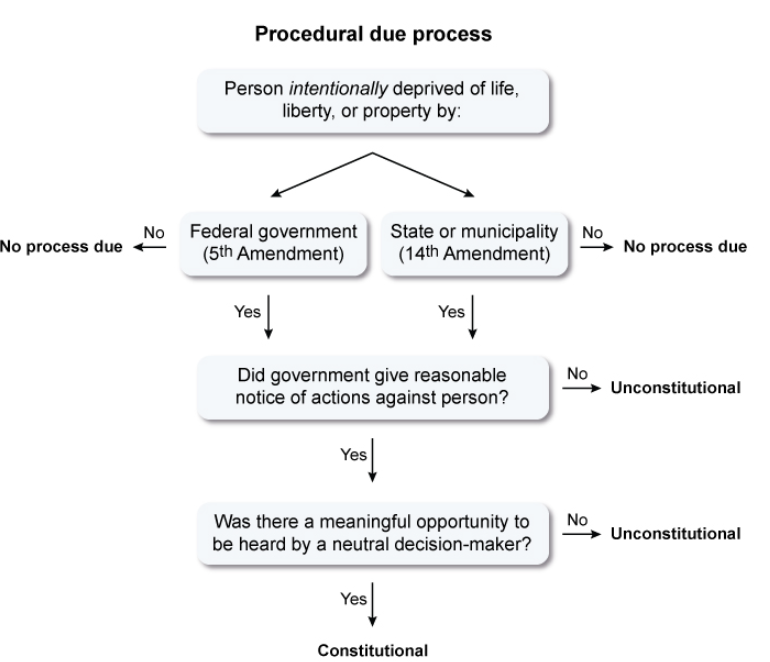 Procedural due process
Person intentionally deprived of life,
liberty, or property by:
No process due
No
Federal government
(5th Amendment)
State or municipality
(14th Amendment)
No
No process due
Yes
Yes
Did government give reasonable
notice of actions against person?
No
Unconstitutional
Yes
Was there a meaningful opportunity to
be heard by a neutral decision-maker?
No
Unconstitutional
Yes
Constitutional